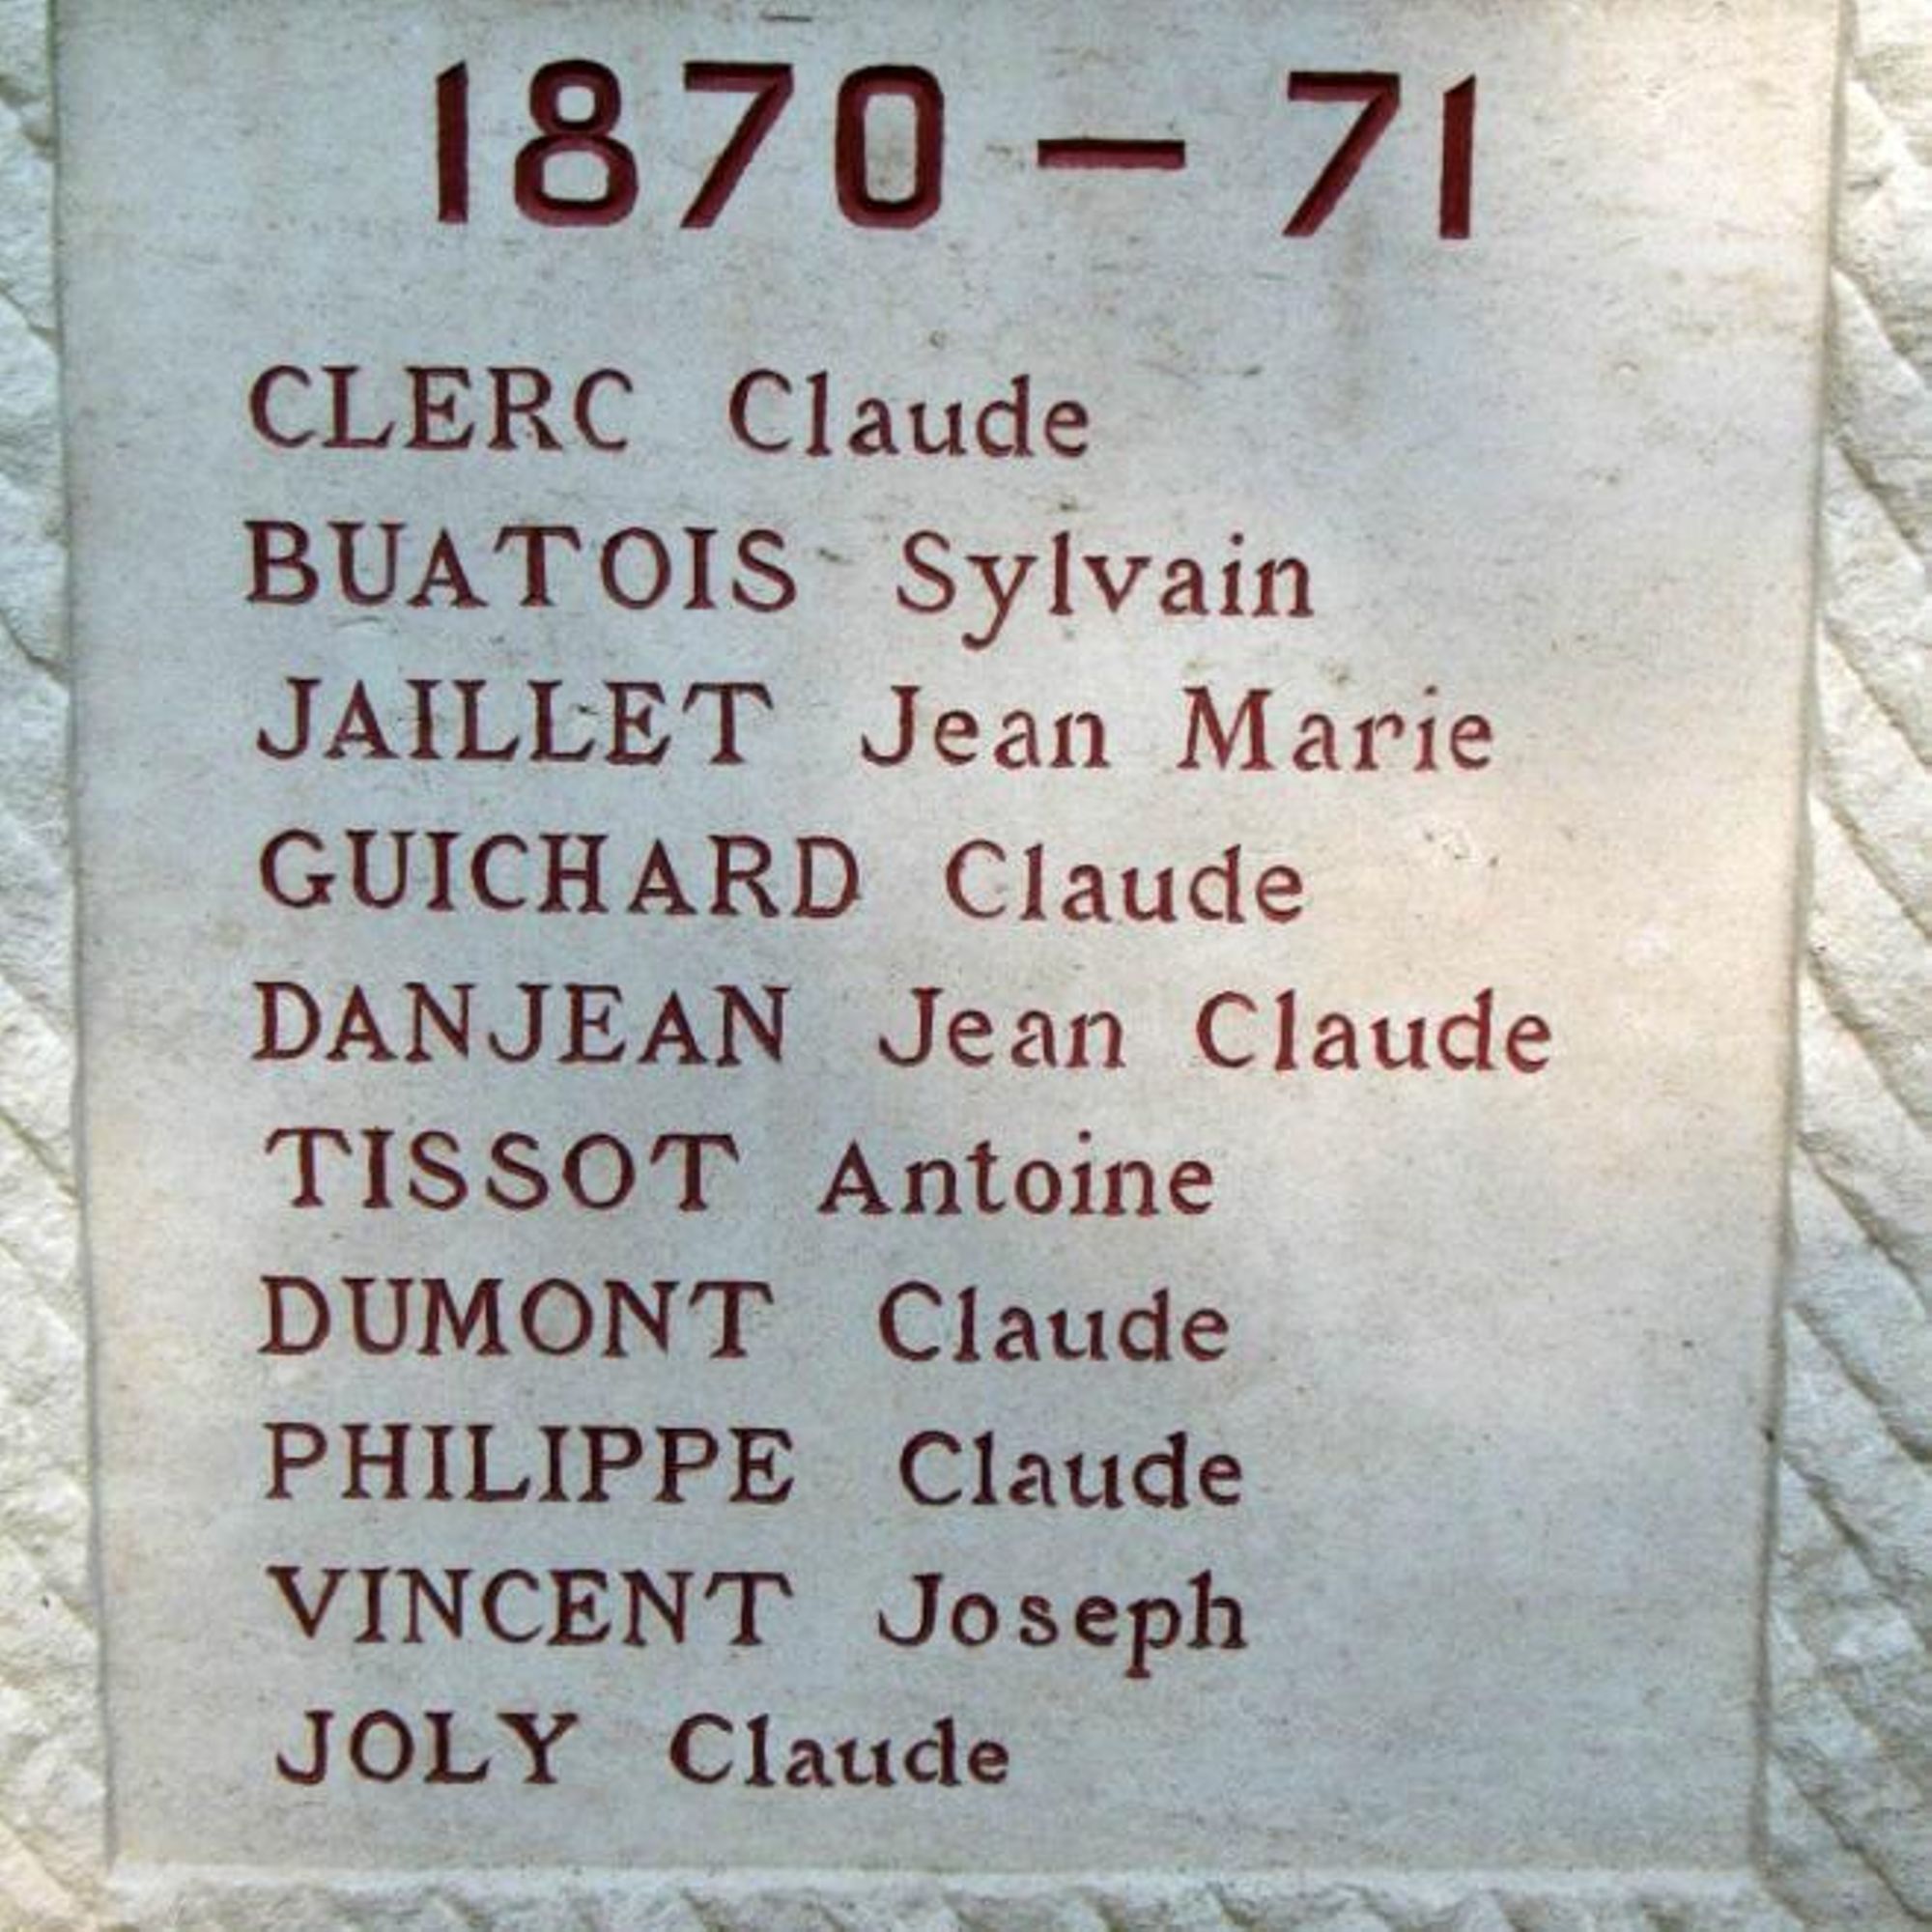 1870 – 71
CLERC Claude
BUATOIS Sylvain
JAILLET Jean Marie
GUICHARD Claude
DANJEAN Jean Claude
TISSOT Antoine
DUMONT Claude
PHILIPPE Claude
VINCENT Joseph
JOLY Claude